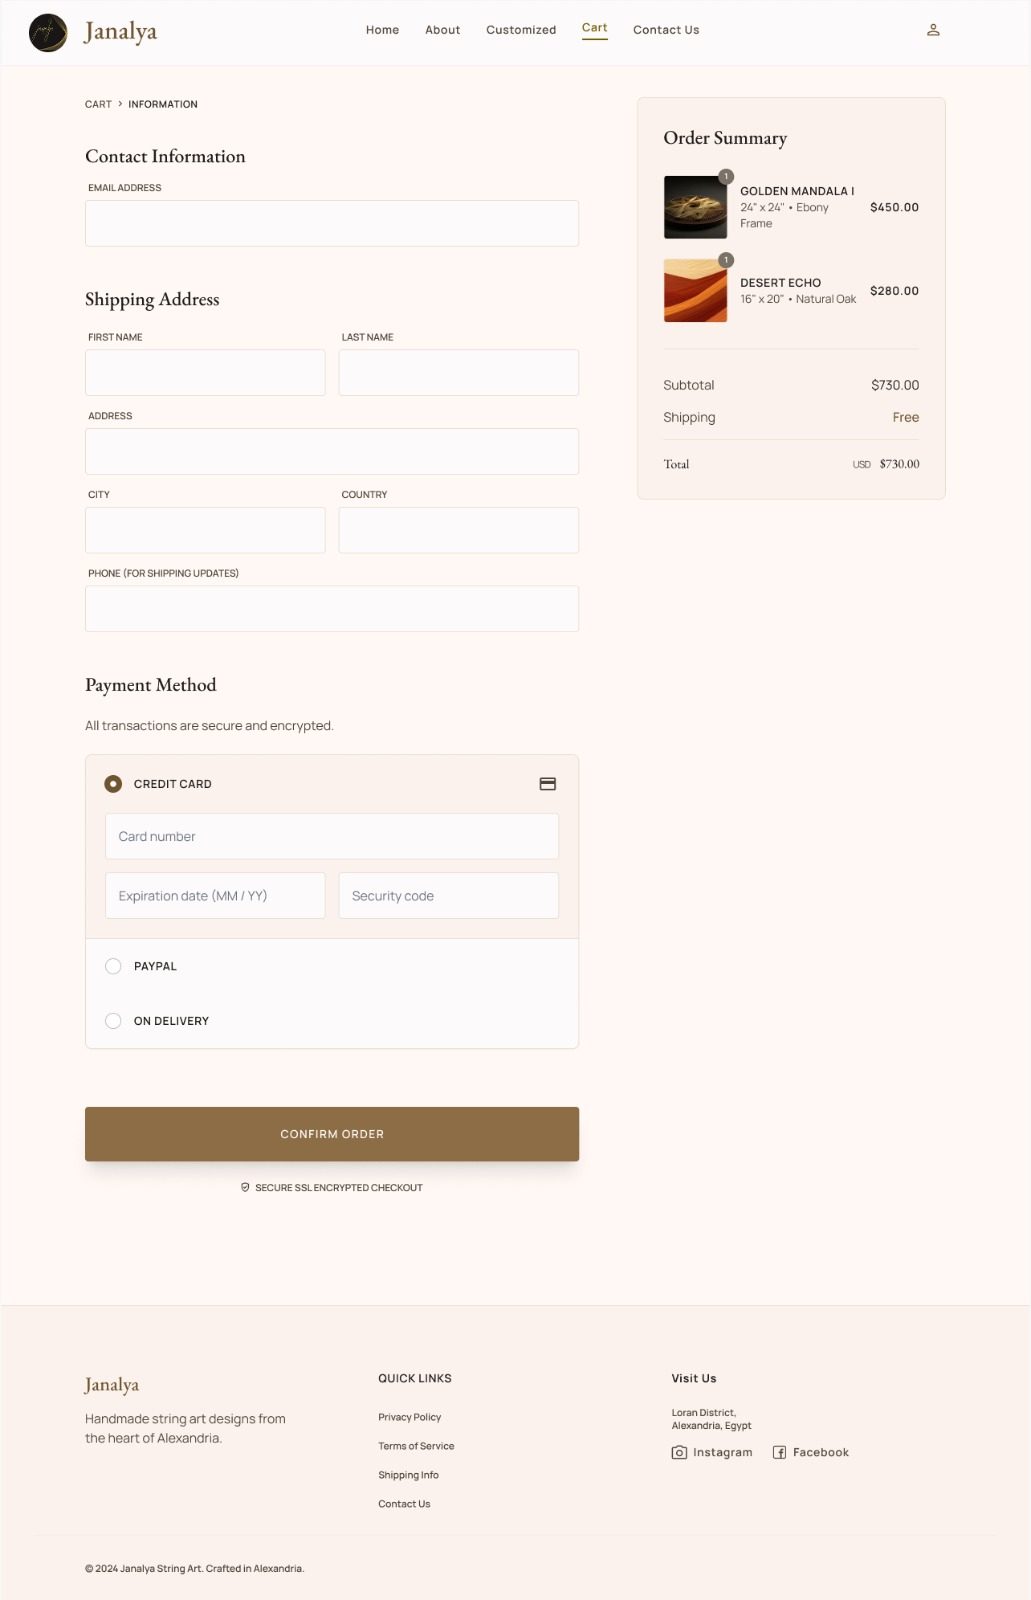 Janalya
Home
About
Customized
Cart
Contact Us
CART > INFORMATION
Contact Information
EMAIL ADDRESS
Shipping Address
FIRST NAME
LAST NAME
ADDRESS
CITY
COUNTRY
PHONE (FOR SHIPPING UPDATES)
Payment Method
All transactions are secure and encrypted.
CREDIT CARD
Card number
Expiration date (MM / YY)
Security code
PAYPAL
ON DELIVERY
CONFIRM ORDER
SECURE SSL ENCRYPTED CHECKOUT
Order Summary
1
GOLDEN MANDALA I
24" x 24" • Ebony
Frame
$450.00
1
DESERT ECHO
16" x 20" • Natural Oak
$280.00
Subtotal
$730.00
Shipping
Free
Total
USD $730.00
Janalya
Handmade string art designs from
the heart of Alexandria.
QUICK LINKS
Privacy Policy
Terms of Service
Shipping Info
Contact Us
Visit Us
Loran District,
Alexandria, Egypt
Instagram
Facebook
© 2024 Janalya String Art. Crafted in Alexandria.